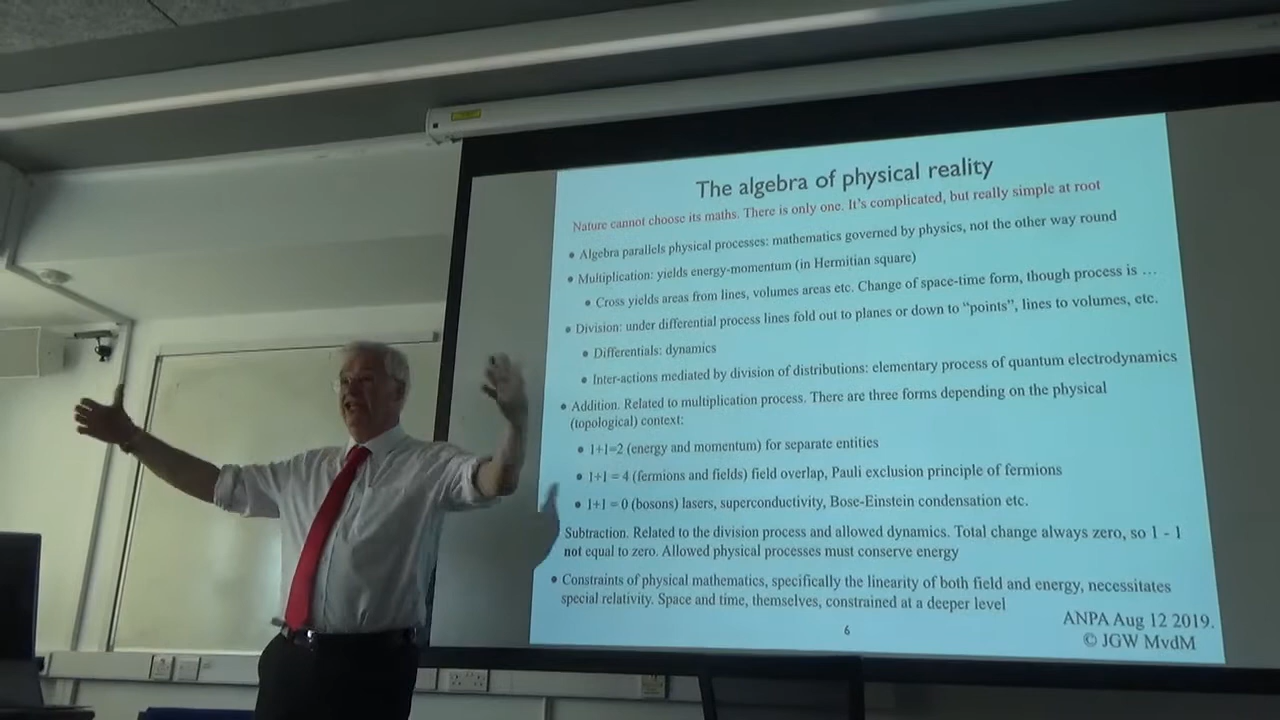 The algebra of physical reality
Nature cannot choose its maths. There is only one. It's complicated, but really simple at root
• Algebra parallels physical processes: mathematics governed by physics, not the other way round
• Multiplication: yields energy-momentum (in Hermitian square)
• Cross yields areas from lines, volumes areas etc. Change of space-time form, though process is …
• Division: under differential process lines fold out to planes or down to "points", lines to volumes, etc.
• Differentials: dynamics
• Inter-actions mediated by division of distributions: elementary process of quantum electrodynamics
• Addition. Related to multiplication process. There are three forms depending on the physical
(topological) context:
• 1+1=2 (energy and momentum) for separate entities
• 1+1 = 4 (fermions and fields) field overlap, Pauli exclusion principle of fermions
• 1+1 = 0 (bosons) lasers, superconductivity, Bose-Einstein condensation etc.
Subtraction. Related to the division process and allowed dynamics. Total change always zero, so 1 - 1
not equal to zero. Allowed physical processes must conserve energy
• Constraints of physical mathematics, specifically the linearity of both field and energy, necessitates
special relativity. Space and time, themselves, constrained at a deeper level
6
ANPA Aug 12 2019.
© JGW MvdM